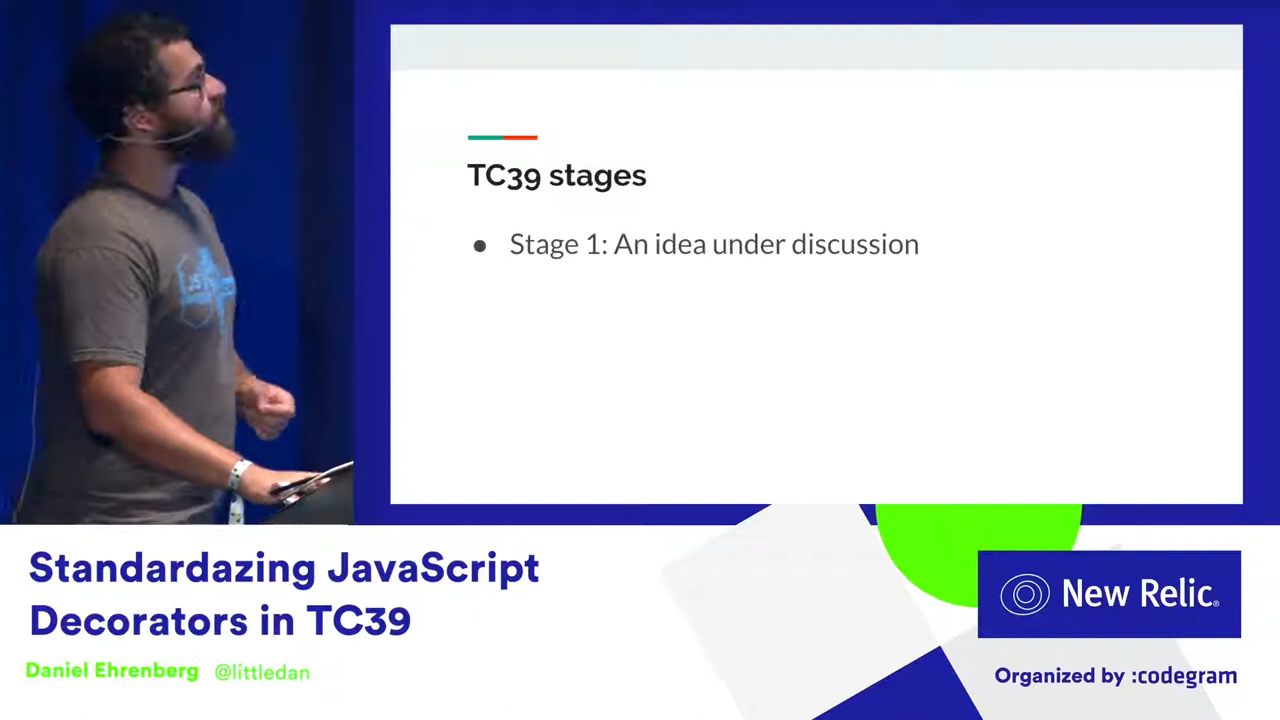 TC39 stages
● Stage 1: An idea under discussion
Standardazing JavaScript
Decorators in TC39
Daniel Ehrenberg @littledan
New Relic®
Organized by :codegram